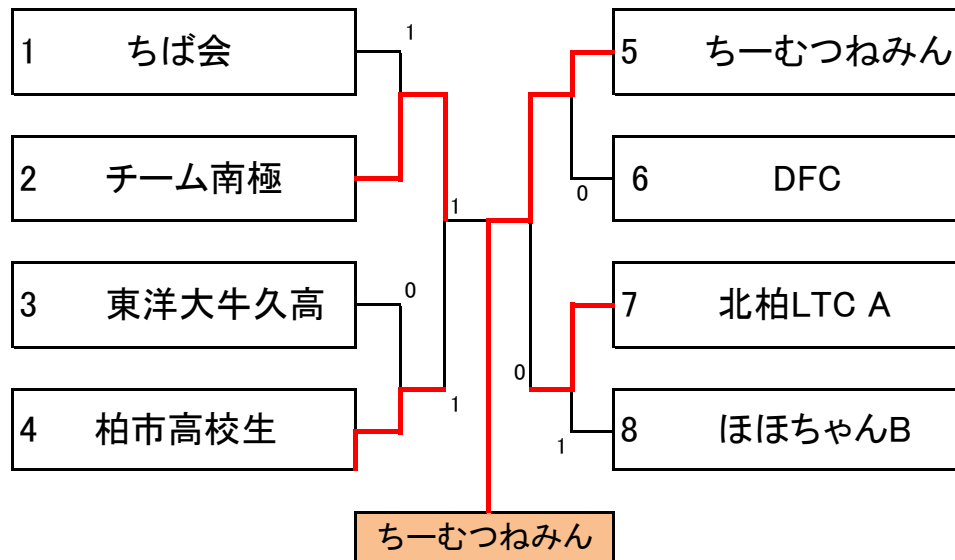 1 ちば会
1
2 チーム南極
1
3 東洋大牛久高
0
4 柏市高校生
1
5 ちーむつねみん
6 DFC
0
7 北柏LTC A
0
8 ほほちゃんB
1
ちーむつねみん